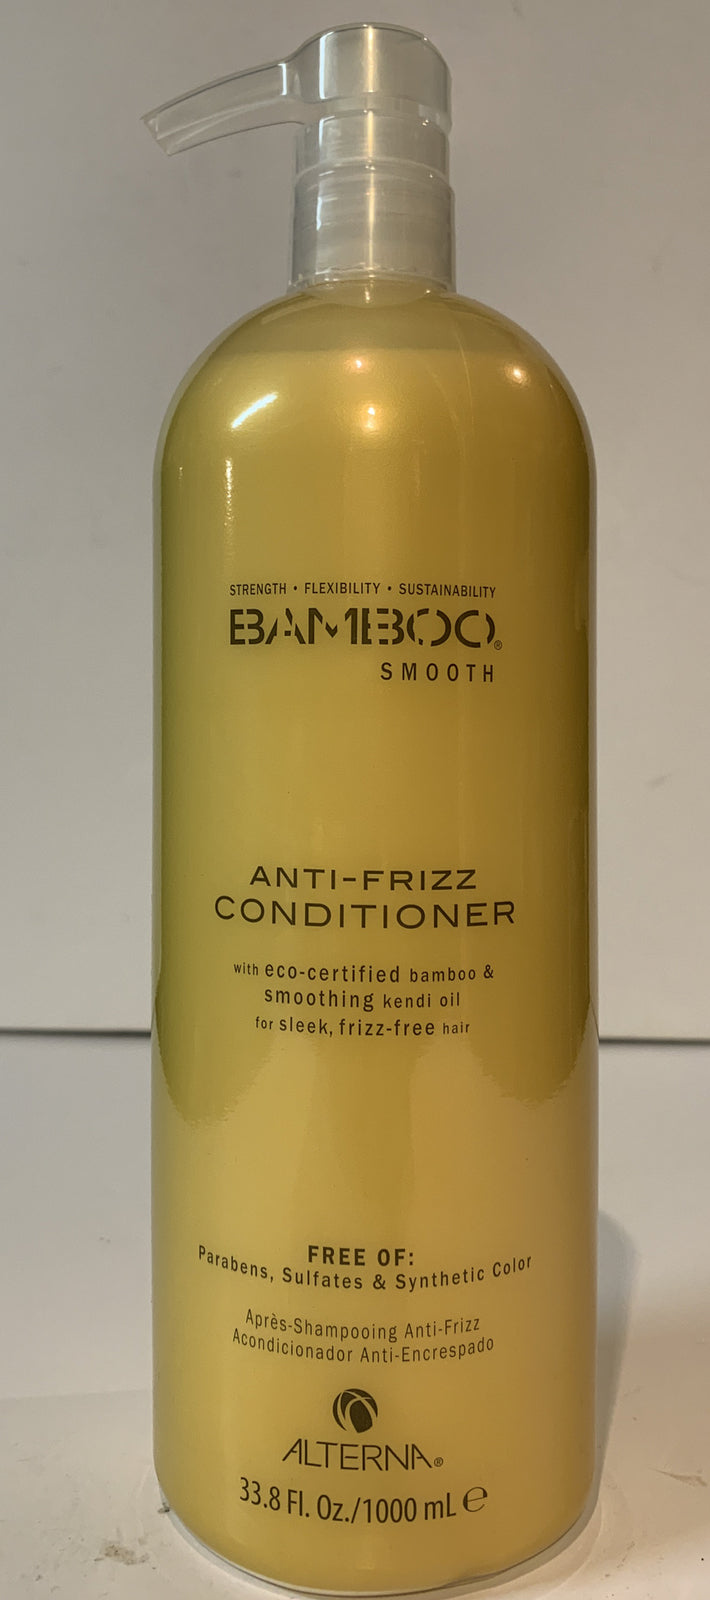 STRENGTH • FLEXIBILITY • SUSTAINABILITY
BAMBOO®
SMOOTH
ANTI-FRIZZ
CONDITIONER
with eco-certified bamboo &
smoothing kendi oil
for sleek, frizz-free hair
FREE OF:
Parabens, Sulfates & Synthetic Color
Après-Shampooing Anti-Frizz
Acondicionador Anti-Encrespado
ALTERNA®
33.8 Fl. Oz./1000 mL ℮